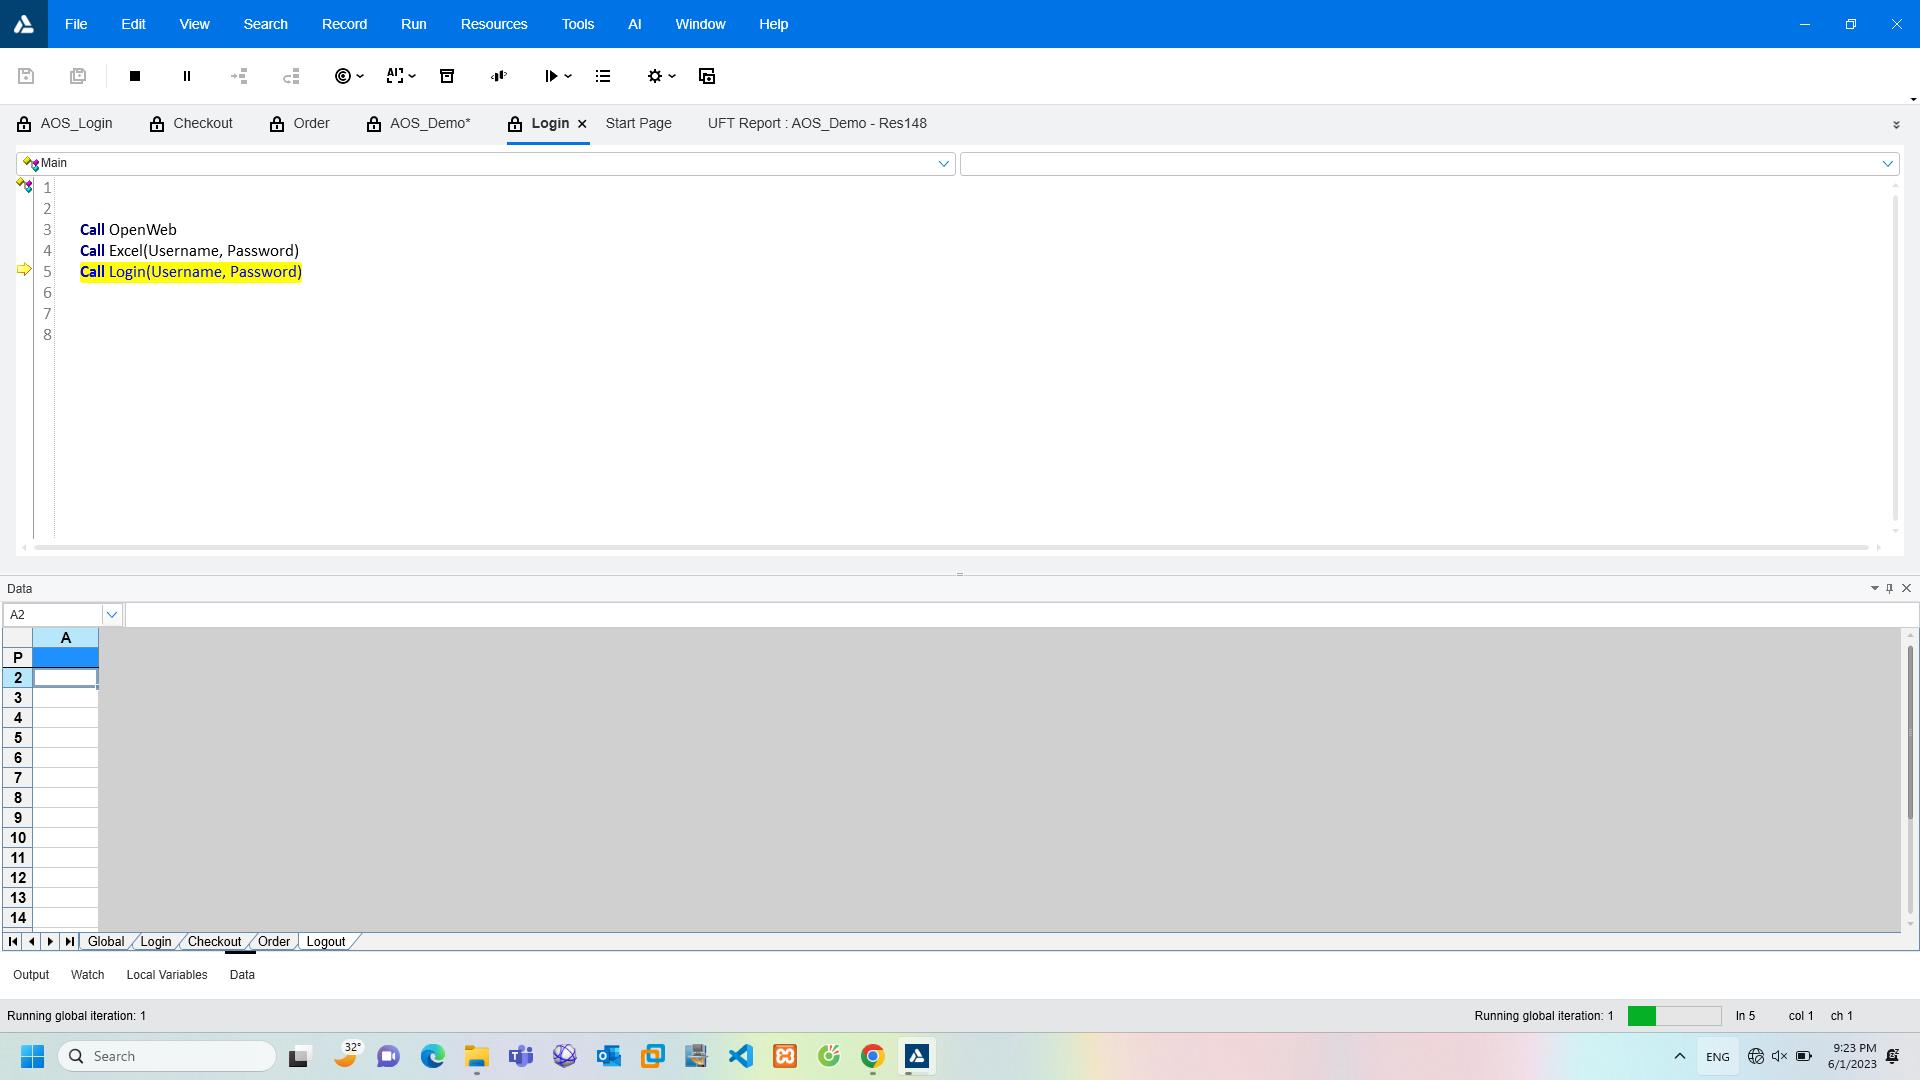 File Edit View Search Record Run Resources Tools AI Window Help
AI
AOS_Login Checkout Order AOS_Demo* Login Start Page UFT Report : AOS_Demo - Res148
Main
1
2
3 Call OpenWeb
4 Call Excel(Username, Password)
5 Call Login(Username, Password)
6
7
8
Data
A2
A
P
2
3
4
5
6
7
8
9
10
11
12
13
14
Global Login Checkout Order Logout
Output Watch Local Variables Data
Running global iteration: 1 Running global iteration: 1 ln 5 col 1 ch 1
Search 32° ENG 9:23 PM
6/1/2023